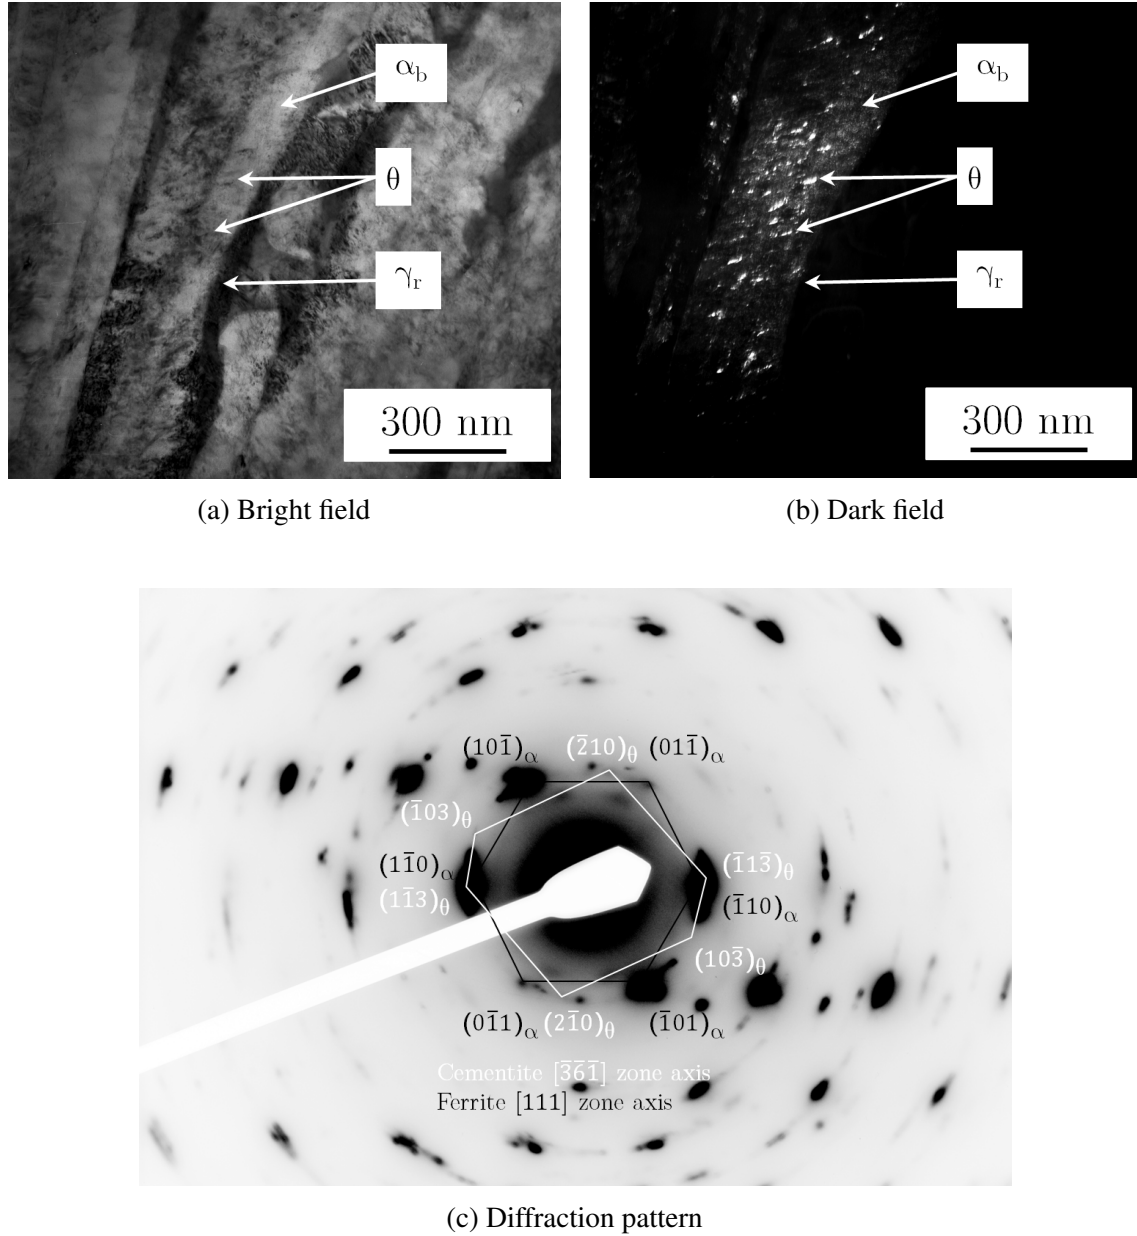 α_b
θ
γ_r
300 nm
α_b
θ
γ_r
300 nm
(a) Bright field
(b) Dark field
(101̄)_α (2̄10)_θ (011̄)_α
(1̄03)_θ
(11̄0)_α (1̄13̄)_θ
(11̄3)_θ (1̄10)_α
(103̄)_θ
(01̄1)_α (21̄0)_θ (1̄01)_α
Cementite [3̄6̄1̄] zone axis
Ferrite [111] zone axis
(c) Diffraction pattern